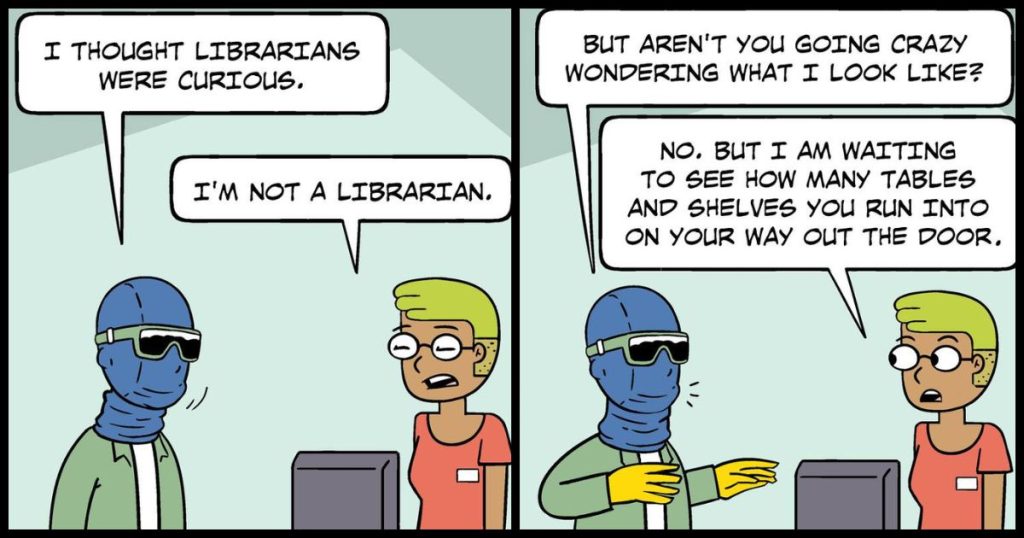 I THOUGHT LIBRARIANS
WERE CURIOUS.
I'M NOT A LIBRARIAN.
BUT AREN'T YOU GOING CRAZY
WONDERING WHAT I LOOK LIKE?
NO. BUT I AM WAITING
TO SEE HOW MANY TABLES
AND SHELVES YOU RUN INTO
ON YOUR WAY OUT THE DOOR.